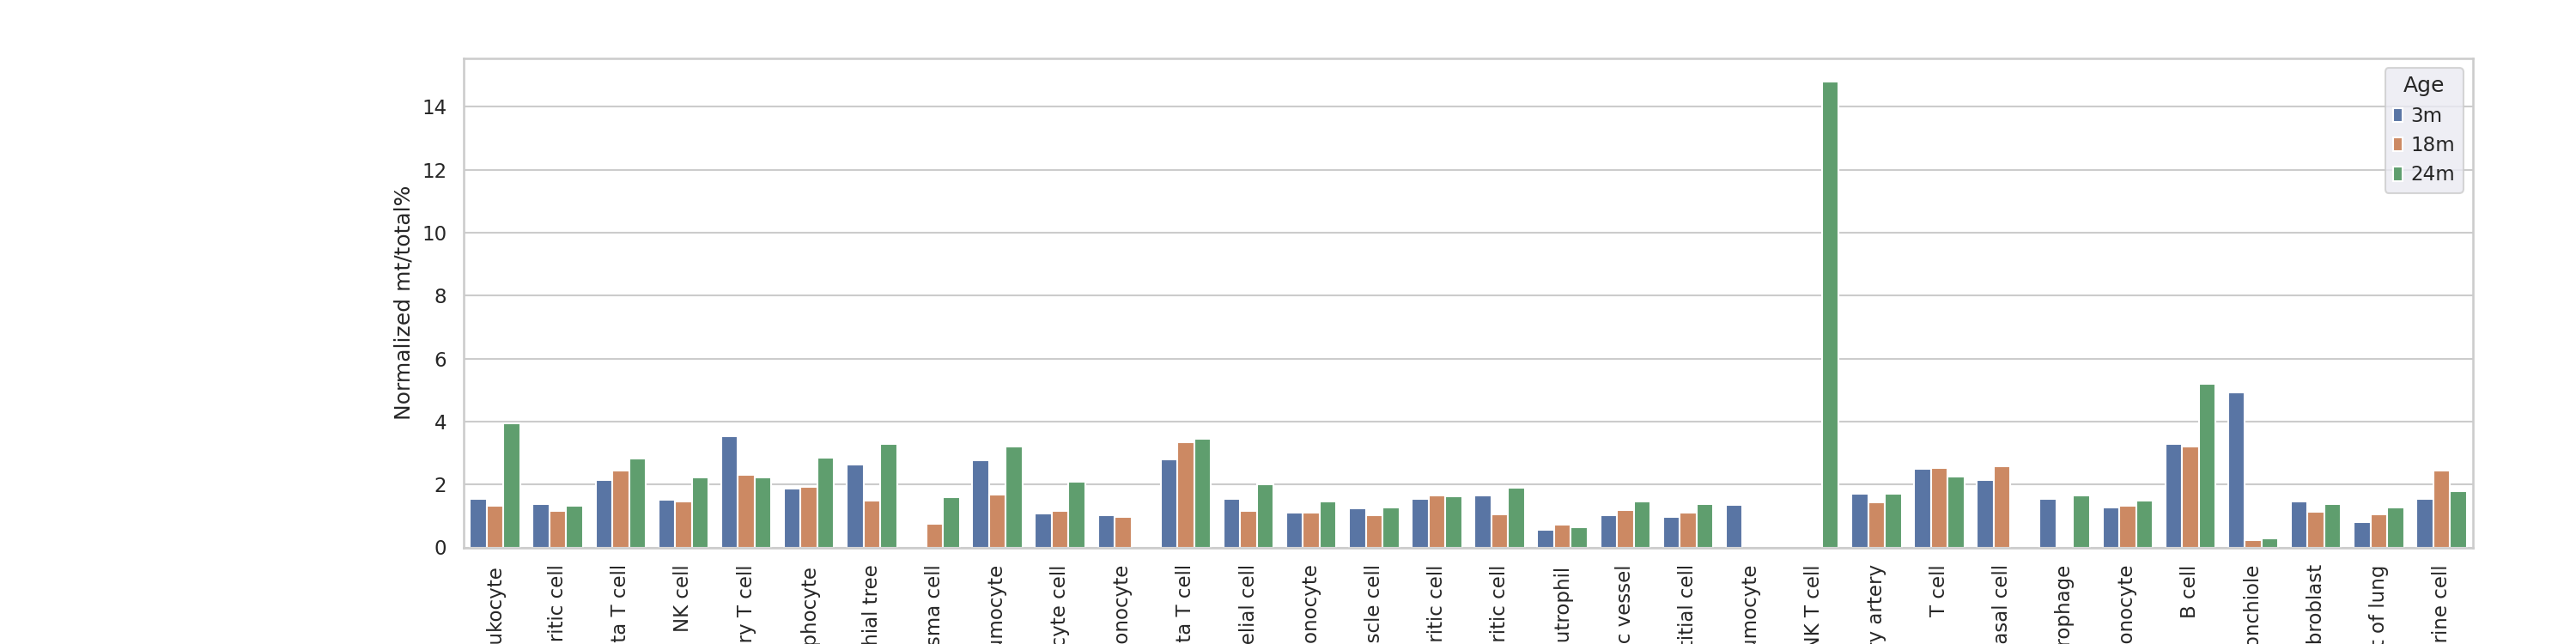 Age
3m
18m
24m
Normalized mt/total%
14
12
10
8
6
4
2
0
ukocyte
ritic cell
ta T cell
NK cell
ry T cell
phocyte
hial tree
sma cell
umocyte
cyte cell
onocyte
ta T cell
elial cell
onocyte
scle cell
ritic cell
ritic cell
utrophil
c vessel
titial cell
umocyte
NK T cell
y artery
T cell
asal cell
rophage
onocyte
B cell
onchiole
broblast
of lung
rine cell